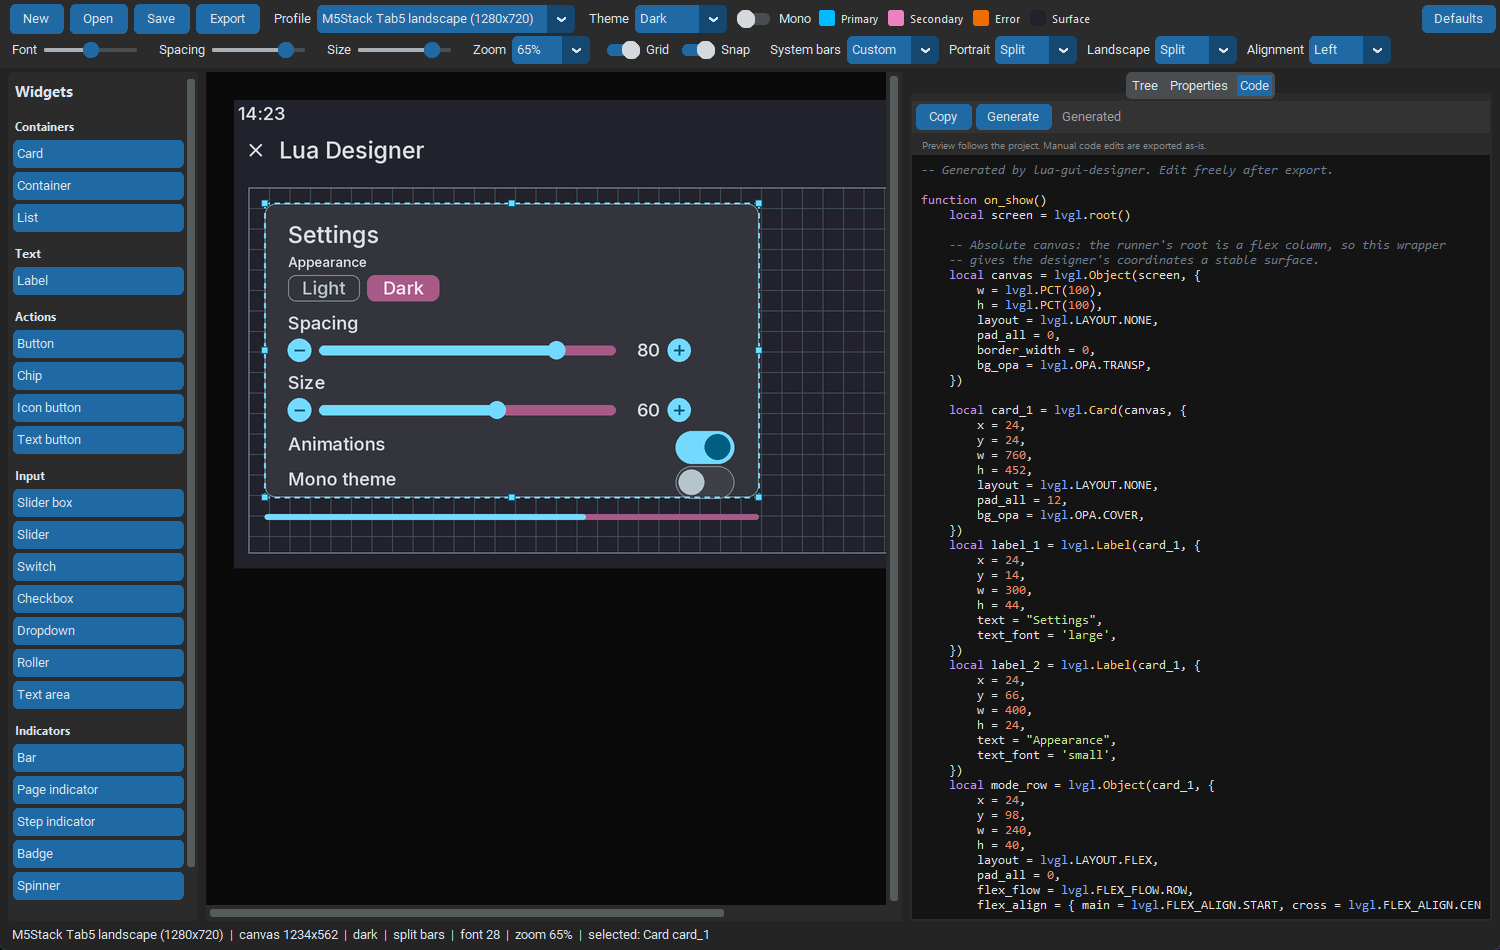 New Open Save Export Profile M5Stack Tab5 landscape (1280x720) Theme Dark Mono Primary Secondary Error Surface Defaults
Font Spacing Size Zoom 65% Grid Snap System bars Custom Portrait Split Landscape Split Alignment Left
Widgets
Containers
Card
Container
List
Text
Label
Actions
Button
Chip
Icon button
Text button
Input
Slider box
Slider
Switch
Checkbox
Dropdown
Roller
Text area
Indicators
Bar
Page indicator
Step indicator
Badge
Spinner
14:23
Lua Designer
Settings
Appearance
Light Dark
Spacing
80
Size
60
Animations
Mono theme
Tree Properties Code
Copy Generate Generated
Preview follows the project. Manual code edits are exported as-is.
-- Generated by lua-gui-designer. Edit freely after export.
function on_show()
local screen = lvgl.root()
-- Absolute canvas: the runner's root is a flex column, so this wrapper
-- gives the designer's coordinates a stable surface.
local canvas = lvgl.Object(screen, {
w = lvgl.PCT(100),
h = lvgl.PCT(100),
layout = lvgl.LAYOUT.NONE,
pad_all = 0,
border_width = 0,
bg_opa = lvgl.OPA.TRANSP,
})
local card_1 = lvgl.Card(canvas, {
x = 24,
y = 24,
w = 760,
h = 452,
layout = lvgl.LAYOUT.NONE,
pad_all = 12,
bg_opa = lvgl.OPA.COVER,
})
local label_1 = lvgl.Label(card_1, {
x = 24,
y = 14,
w = 300,
h = 44,
text = "Settings",
text_font = 'large',
})
local label_2 = lvgl.Label(card_1, {
x = 24,
y = 66,
w = 400,
h = 24,
text = "Appearance",
text_font = 'small',
})
local mode_row = lvgl.Object(card_1, {
x = 24,
y = 98,
w = 240,
h = 40,
layout = lvgl.LAYOUT.FLEX,
pad_all = 0,
flex_flow = lvgl.FLEX_FLOW.ROW,
flex_align = { main = lvgl.FLEX_ALIGN.START, cross = lvgl.FLEX_ALIGN.CEN
M5Stack Tab5 landscape (1280x720) | canvas 1234x562 | dark | split bars | font 28 | zoom 65% | selected: Card card_1